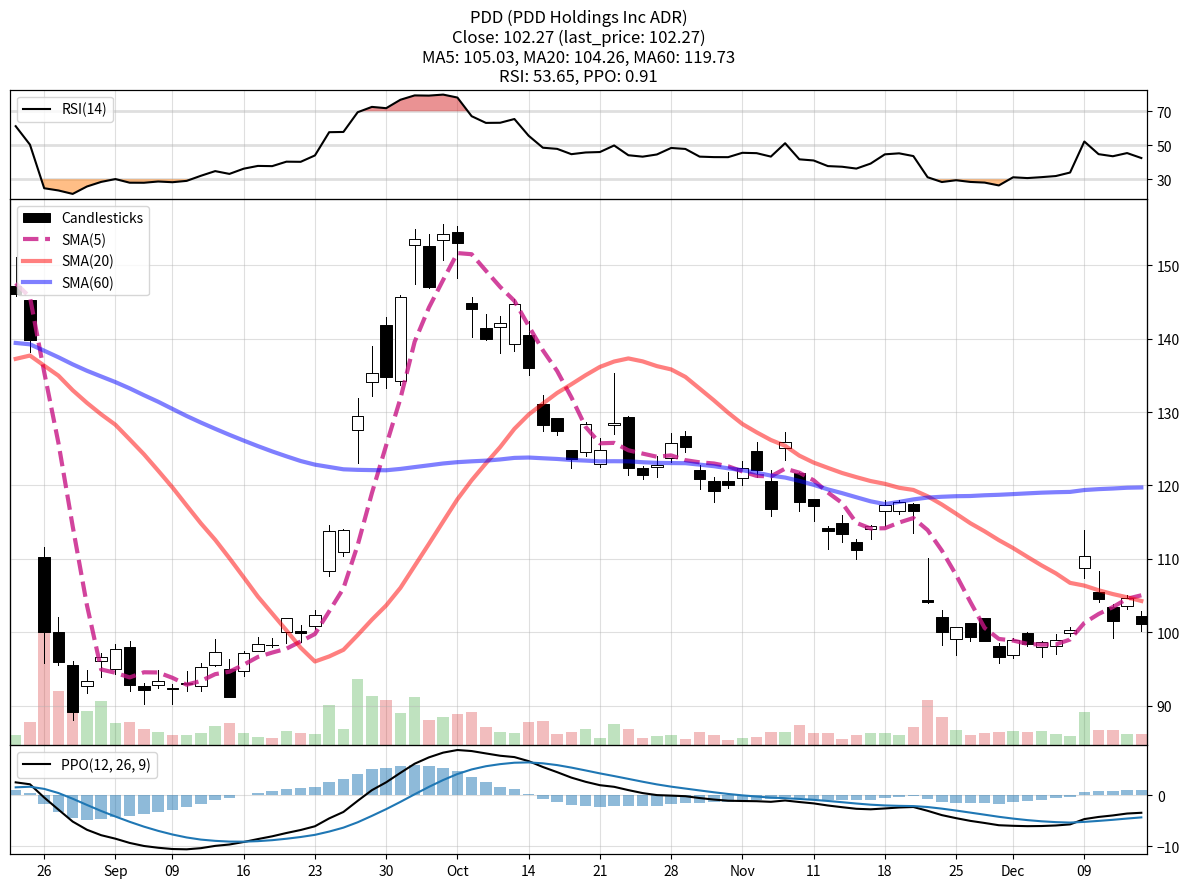 PDD (PDD Holdings Inc ADR)
Close: 102.27 (last_price: 102.27)
MA5: 105.03, MA20: 104.26, MA60: 119.73
RSI: 53.65, PPO: 0.91
RSI(14)
70
50
30
Candlesticks
SMA(5)
SMA(20)
SMA(60)
150
140
130
120
110
100
90
PPO(12, 26, 9)
0
−10
26 Sep 09 16 23 30 Oct 14 21 28 Nov 11 18 25 Dec 09